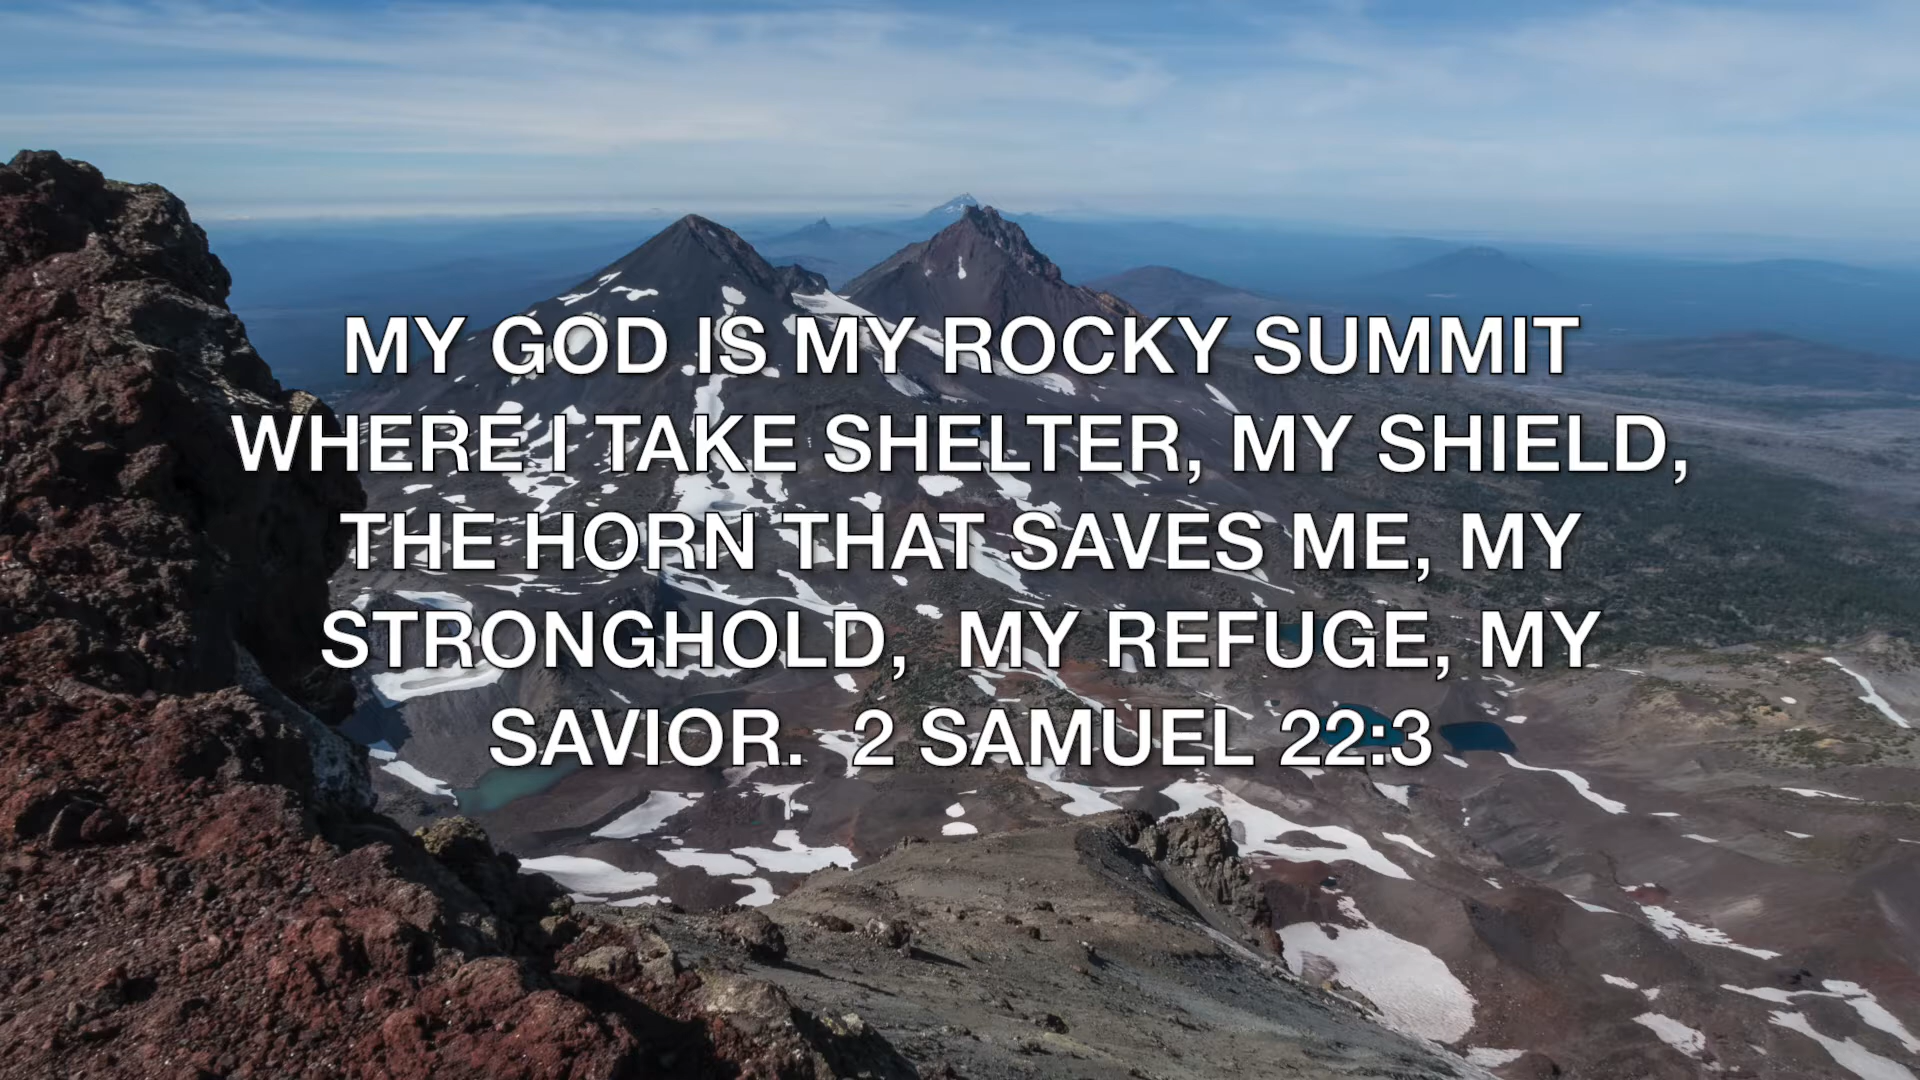 MY GOD IS MY ROCKY SUMMIT
WHERE I TAKE SHELTER, MY SHIELD,
THE HORN THAT SAVES ME, MY
STRONGHOLD,  MY REFUGE, MY
SAVIOR.  2 SAMUEL 22:3